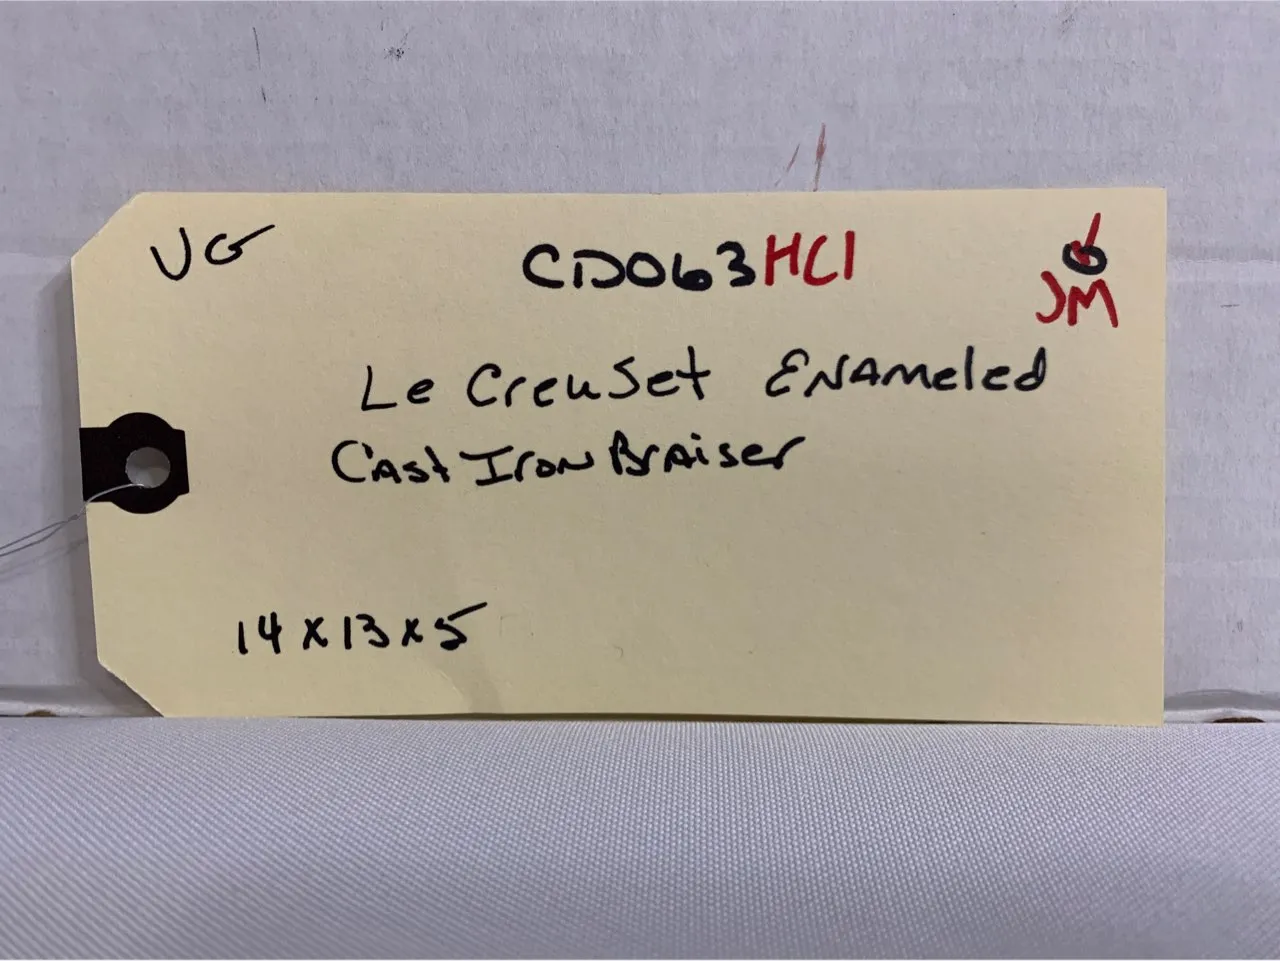 VG
CD063HC1
G
JM
Le Creuset Enameled
Cast Iron Braiser
14 x 13 x 5